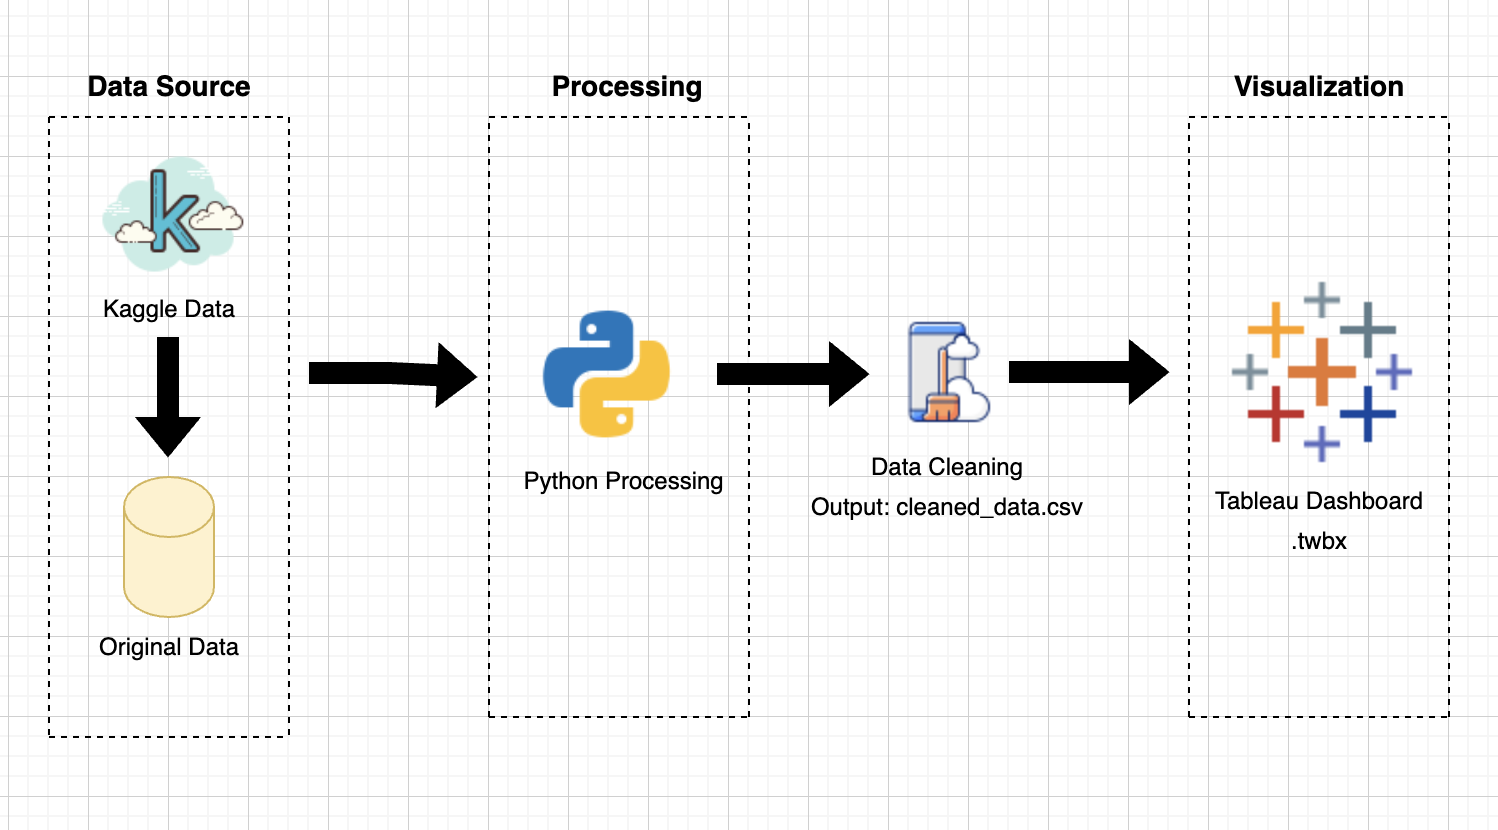 Data Source
Processing
Visualization
k
Kaggle Data
Original Data
Python Processing
Data Cleaning
Output: cleaned_data.csv
Tableau Dashboard
.twbx